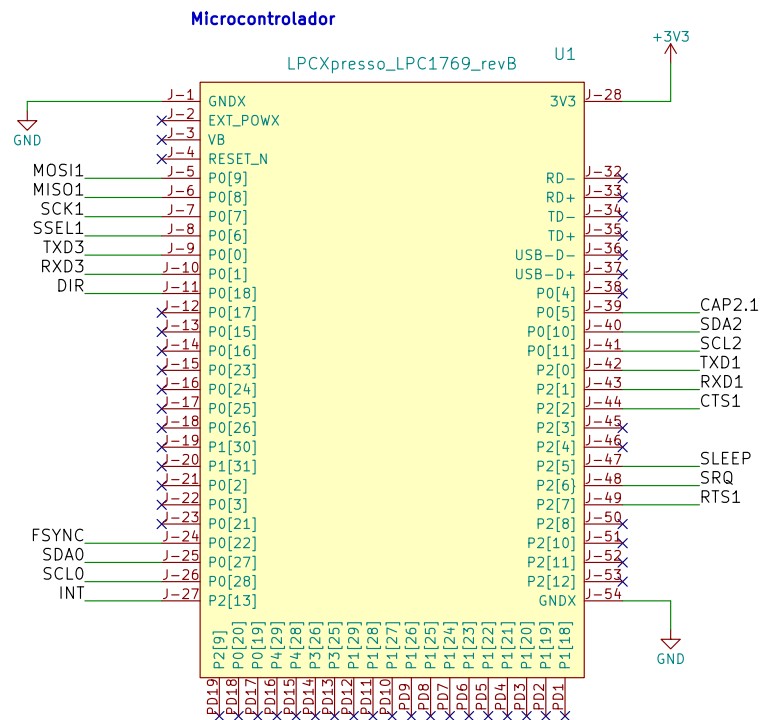 Microcontrolador
LPCXpresso_LPC1769_revB
U1
+3V3
GND
J-1 GNDX
J-2 EXT_POWX
J-3 VB
J-4 RESET_N
MOSI1 J-5 P0[9]
MISO1 J-6 P0[8]
SCK1 J-7 P0[7]
SSEL1 J-8 P0[6]
TXD3 J-9 P0[0]
RXD3 J-10 P0[1]
DIR J-11 P0[18]
J-12 P0[17]
J-13 P0[15]
J-14 P0[16]
J-15 P0[23]
J-16 P0[24]
J-17 P0[25]
J-18 P0[26]
J-19 P1[30]
J-20 P1[31]
J-21 P0[2]
J-22 P0[3]
J-23 P0[21]
FSYNC J-24 P0[22]
SDA0 J-25 P0[27]
SCL0 J-26 P0[28]
INT J-27 P2[13]
3V3 J-28
RD- J-32
RD+ J-33
TD- J-34
TD+ J-35
USB-D- J-36
USB-D+ J-37
P0[4] J-38
P0[5] J-39 CAP2.1
P0[10] J-40 SDA2
P0[11] J-41 SCL2
P2[0] J-42 TXD1
P2[1] J-43 RXD1
P2[2] J-44 CTS1
P2[3] J-45
P2[4] J-46
P2[5] J-47 SLEEP
P2[6} J-48 SRQ
P2[7] J-49 RTS1
P2[8] J-50
P2[10] J-51
P2[11] J-52
P2[12] J-53
GNDX J-54
GND
P2[9] PD19
P0[20] PD18
P0[19] PD17
P4[29] PD16
P4[28] PD15
P3[26] PD14
P3[25] PD13
P1[29] PD12
P1[28] PD11
P1[27] PD10
P1[26] PD9
P1[25] PD8
P1[24] PD7
P1[23] PD6
P1[22] PD5
P1[21] PD4
P1[20] PD3
P1[19] PD2
P1[18] PD1